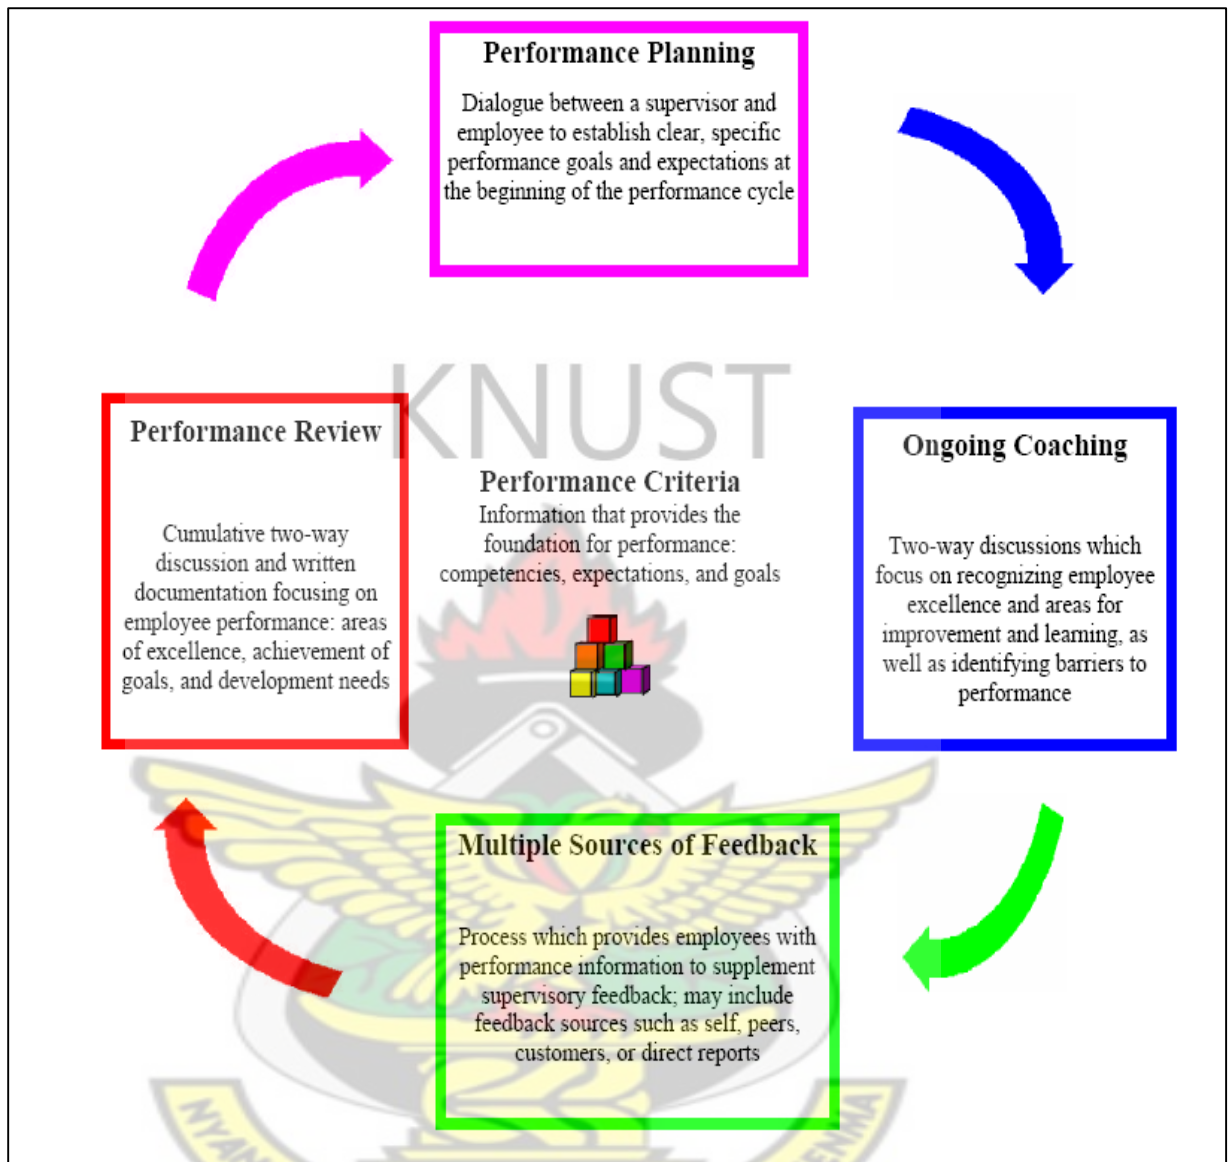 Performance Planning
Dialogue between a supervisor and
employee to establish clear, specific
performance goals and expectations at
the beginning of the performance cycle
KNUST
Performance Review
Cumulative two-way
discussion and written
documentation focusing on
employee performance: areas
of excellence, achievement of
goals, and development needs
Performance Criteria
Information that provides the
foundation for performance:
competencies, expectations, and goals
Ongoing Coaching
Two-way discussions which
focus on recognizing employee
excellence and areas for
improvement and learning, as
well as identifying barriers to
performance
Multiple Sources of Feedback
Process which provides employees with
performance information to supplement
supervisory feedback; may include
feedback sources such as self, peers,
customers, or direct reports